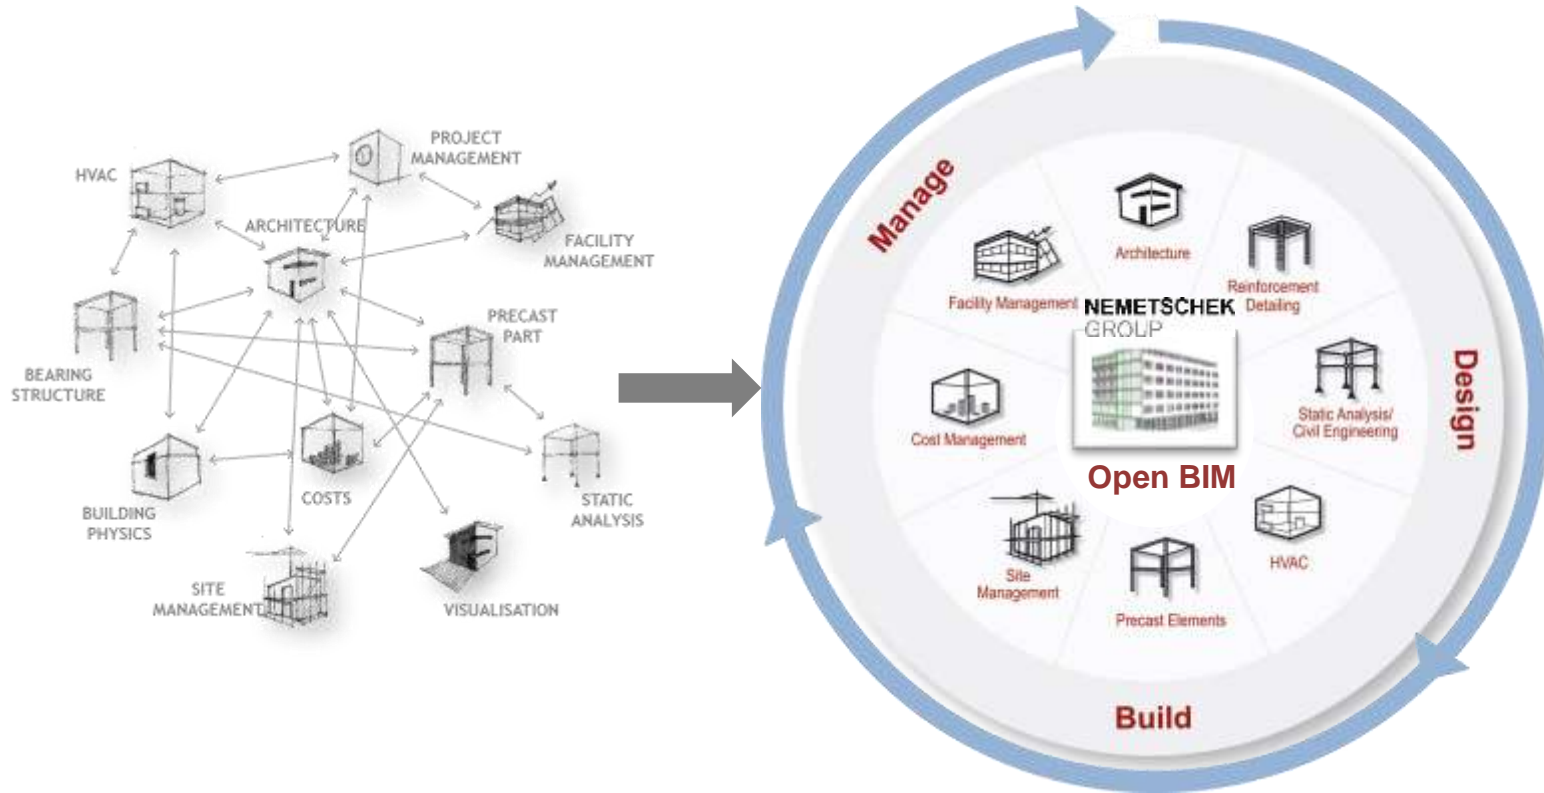 PROJECT
MANAGEMENT
HVAC
ARCHITECTURE
FACILITY
MANAGEMENT
PRECAST
PART
BEARING
STRUCTURE
COSTS
STATIC
ANALYSIS
BUILDING
PHYSICS
SITE
MANAGEMENT
VISUALISATION
Manage
Architecture
Reinforcement
Detailing
Facility Management
NEMETSCHEK
GROUP
Design
Static Analysis/
Civil Engineering
Cost Management
Open BIM
HVAC
Site
Management
Precast Elements
Build